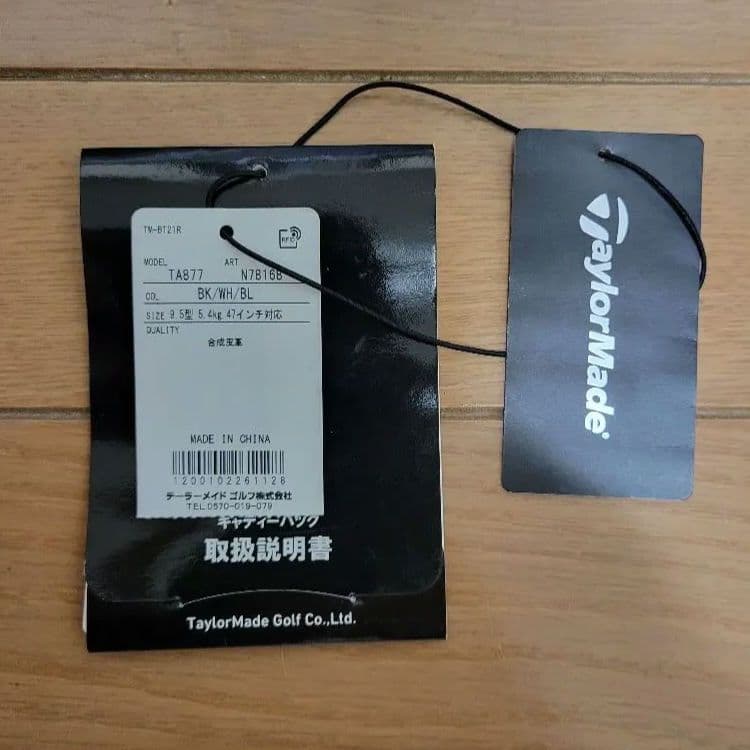 TM-BT21R
RFID
MODEL TA877 ART N7B168
COL BK/WH/BL
SIZE 9.5型 5.4kg 47インチ対応
QUALITY
合成皮革
MADE IN CHINA
1200102261128
テーラーメイド ゴルフ株式会社
TEL.0570-019-079
キャディーバッグ
取扱説明書
TaylorMade Golf Co.,Ltd.
TaylorMade